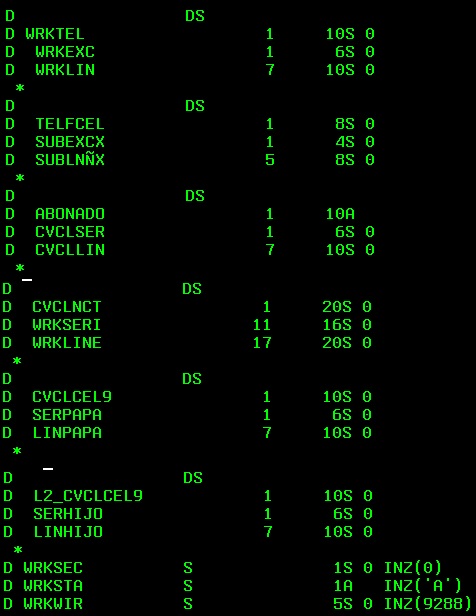 D                 DS
D WRKTEL                  1     10S 0
D  WRKEXC                 1      6S 0
D  WRKLIN                 7     10S 0
 *
D                 DS
D  TELFCEL                1      8S 0
D  SUBEXCX                1      4S 0
D  SUBLNÑX                5      8S 0
 *
D                 DS
D  ABONADO                1     10A
D  CVCLSER                1      6S 0
D  CVCLLIN                7     10S 0
 *
D                 DS
D  CVCLNCT                1     20S 0
D  WRKSERI               11     16S 0
D  WRKLINE               17     20S 0
 *
D                 DS
D  CVCLCEL9               1     10S 0
D  SERPAPA                1      6S 0
D  LINPAPA                7     10S 0
 *
D                 DS
D  L2_CVCLCEL9            1     10S 0
D  SERHIJO                1      6S 0
D  LINHIJO                7     10S 0
 *
D WRKSEC          S              1S 0 INZ(0)
D WRKSTA          S              1A   INZ('A')
D WRKWIR          S              5S 0 INZ(9280)